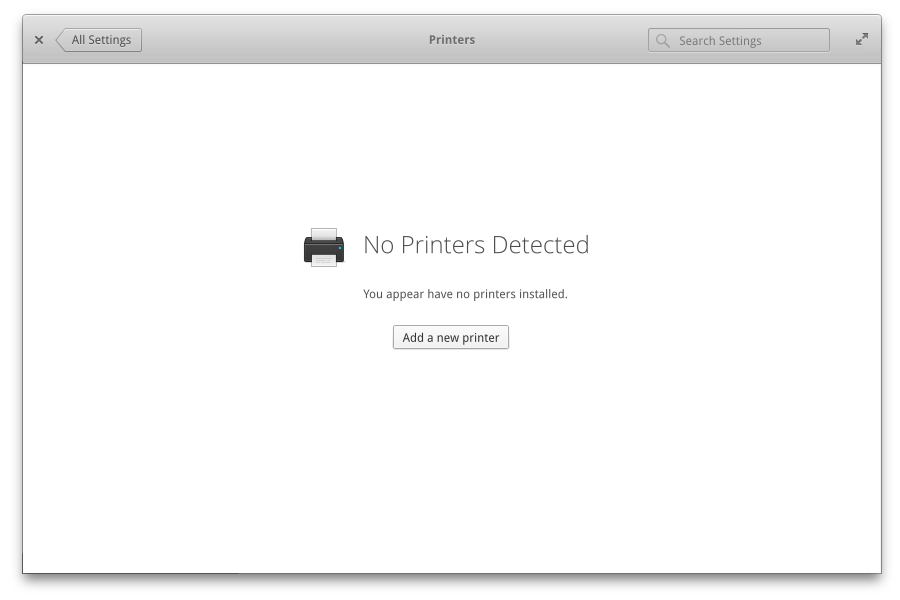 All Settings
Printers
Search Settings
No Printers Detected
You appear have no printers installed.
Add a new printer